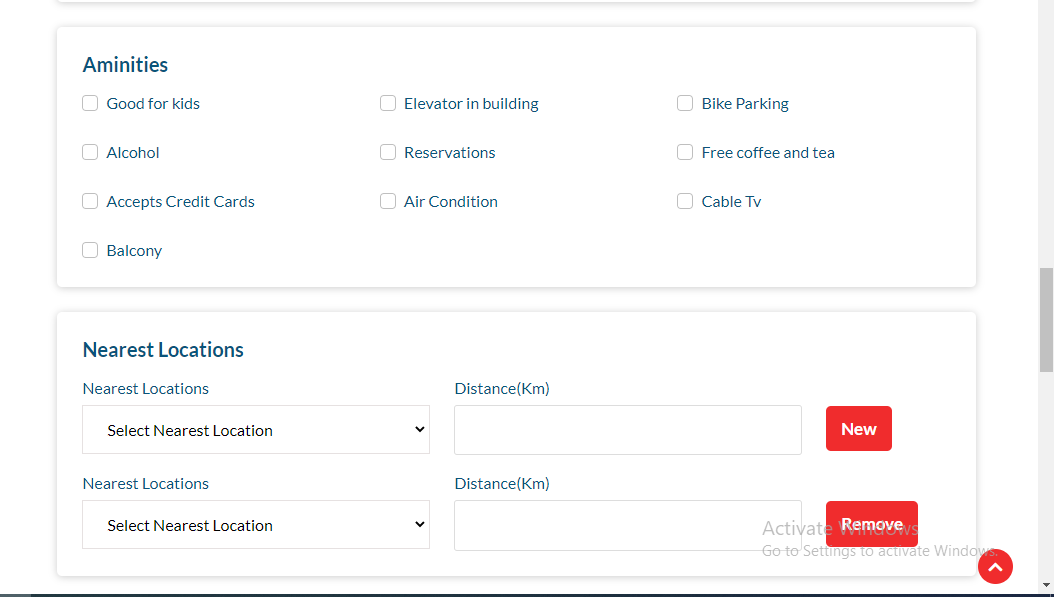 Aminities
Good for kids
Elevator in building
Bike Parking
Alcohol
Reservations
Free coffee and tea
Accepts Credit Cards
Air Condition
Cable Tv
Balcony
Nearest Locations
Nearest Locations
Distance(Km)
Select Nearest Location
New
Nearest Locations
Distance(Km)
Select Nearest Location
Remove
Activate Windows
Go to Settings to activate Windows.